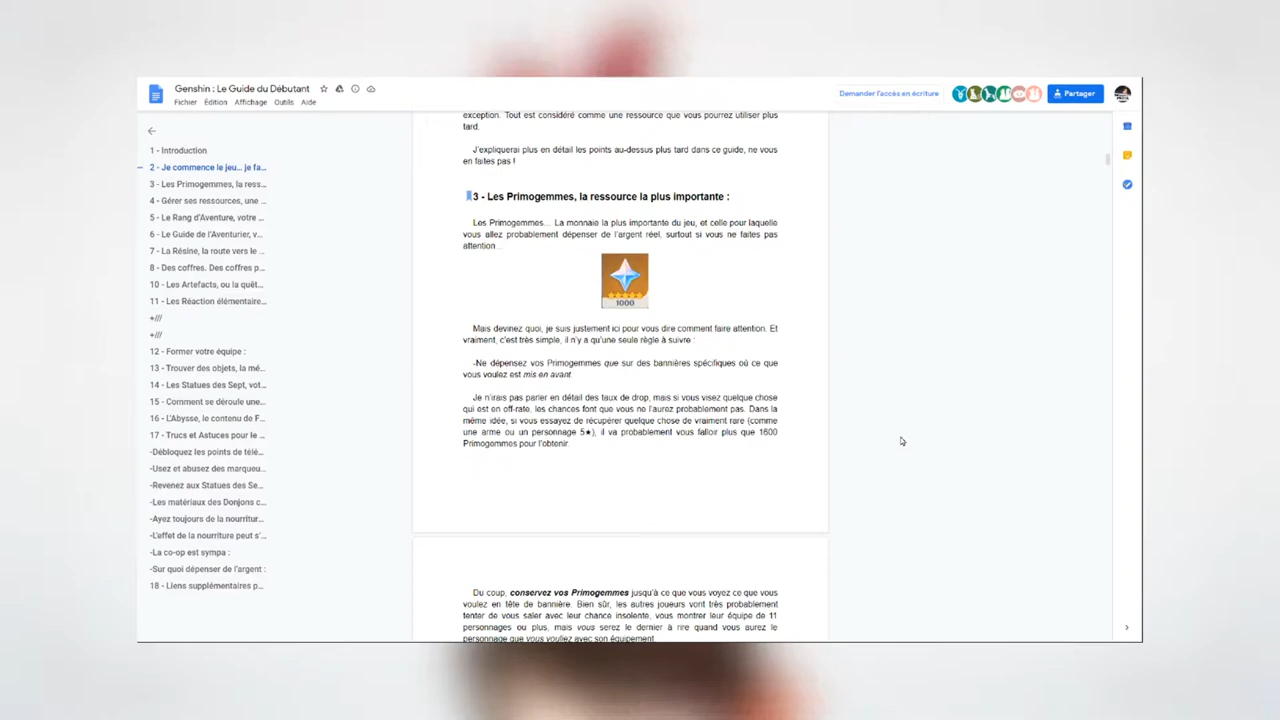 Genshin : Le Guide du Débutant
Fichier Édition Affichage Outils Aide
Demander l'accès en écriture
Partager
1 - Introduction
2 - Je commence le jeu... je fa...
3 - Les Primogemmes, la ress...
4 - Gérer ses ressources, une ...
5 - Le Rang d'Aventure, votre ...
6 - Le Guide de l'Aventurier, v...
7 - La Résine, la route vers le ...
8 - Des coffres. Des coffres p...
10 - Les Artefacts, ou la quêt...
11 - Les Réaction élémentaire...
+///
+///
12 - Former votre équipe :
13 - Trouver des objets, la mé...
14 - Les Statues des Sept, vot...
15 - Comment se déroule une...
16 - L'Abysse, le contenu de F...
17 - Trucs et Astuces pour le ...
-Débloquez les points de télé...
-Usez et abusez des marqueu...
-Revenez aux Statues des Se...
-Les matériaux des Donjons c...
-Ayez toujours de la nourritur...
-L'effet de la nourriture peut s'...
-La co-op est sympa :
-Sur quoi dépenser de l'argent :
18 - Liens supplémentaires p...
exception. Tout est considéré comme une ressource que vous pourrez utiliser plus
tard.
J'expliquerai plus en détail les points au-dessus plus tard dans ce guide, ne vous
en faites pas !
3 - Les Primogemmes, la ressource la plus importante :
Les Primogemmes... La monnaie la plus importante du jeu, et celle pour laquelle
vous allez probablement dépenser de l'argent réel, surtout si vous ne faites pas
attention...
1000
Mais devinez quoi, je suis justement ici pour vous dire comment faire attention. Et
vraiment, c'est très simple, il n'y a qu'une seule règle à suivre :
-Ne dépensez vos Primogemmes que sur des bannières spécifiques où ce que
vous voulez est mis en avant.
Je n'irais pas parler en détail des taux de drop, mais si vous visez quelque chose
qui est en off-rate, les chances font que vous ne l'aurez probablement pas. Dans la
même idée, si vous essayez de récupérer quelque chose de vraiment rare (comme
une arme ou un personnage 5★), il va probablement vous falloir plus que 1600
Primogemmes pour l'obtenir.
Du coup, conservez vos Primogemmes jusqu'à ce que vous voyez ce que vous
voulez en tête de bannière. Bien sûr, les autres joueurs vont très probablement
tenter de vous saler avec leur chance insolente, vous montrer leur équipe de 11
personnages ou plus, mais vous serez le dernier à rire quand vous aurez le
personnage que vous vouliez avec son équipement.